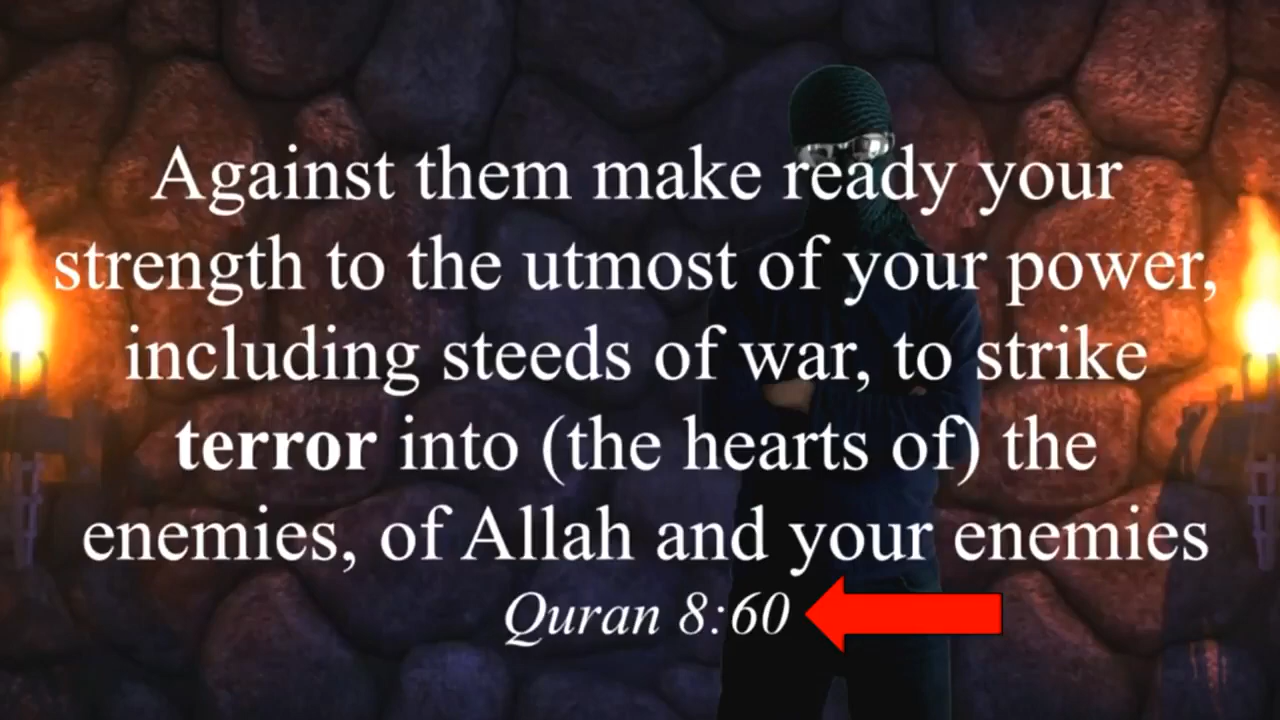 Against them make ready your
strength to the utmost of your power,
including steeds of war, to strike
terror into (the hearts of) the
enemies, of Allah and your enemies
Quran 8:60